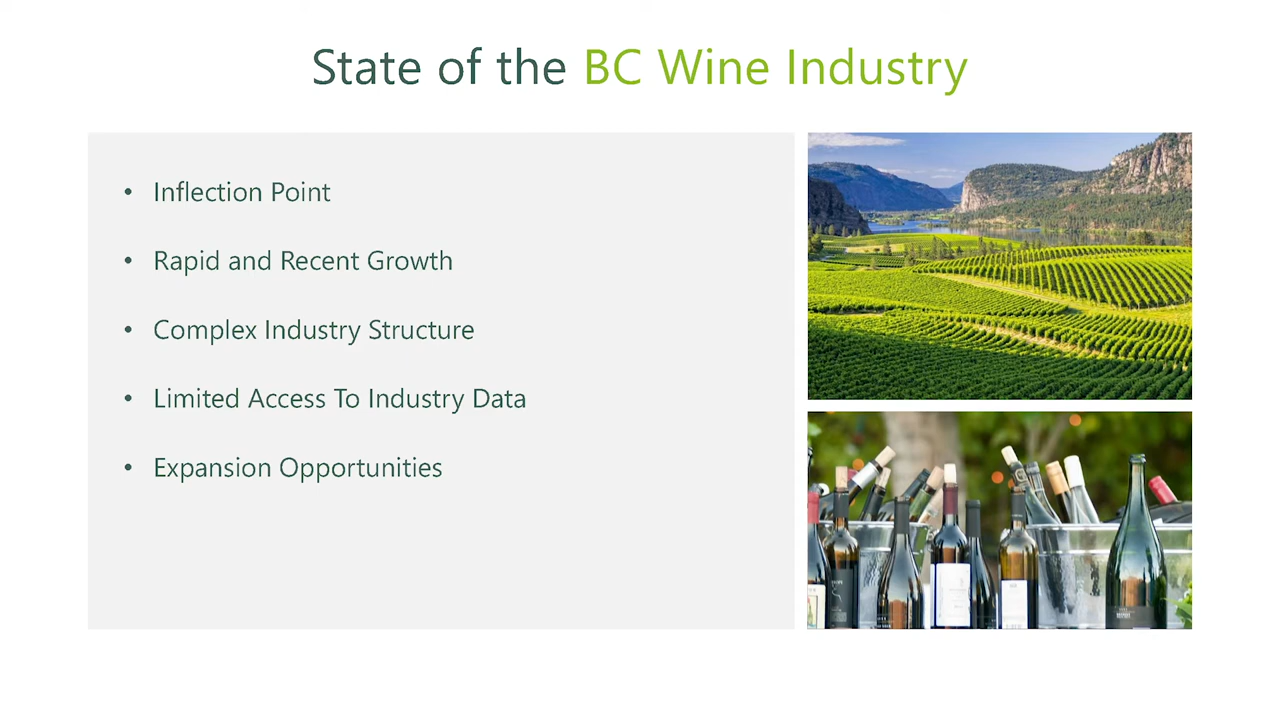 State of the BC Wine Industry
• Inflection Point
• Rapid and Recent Growth
• Complex Industry Structure
• Limited Access To Industry Data
• Expansion Opportunities